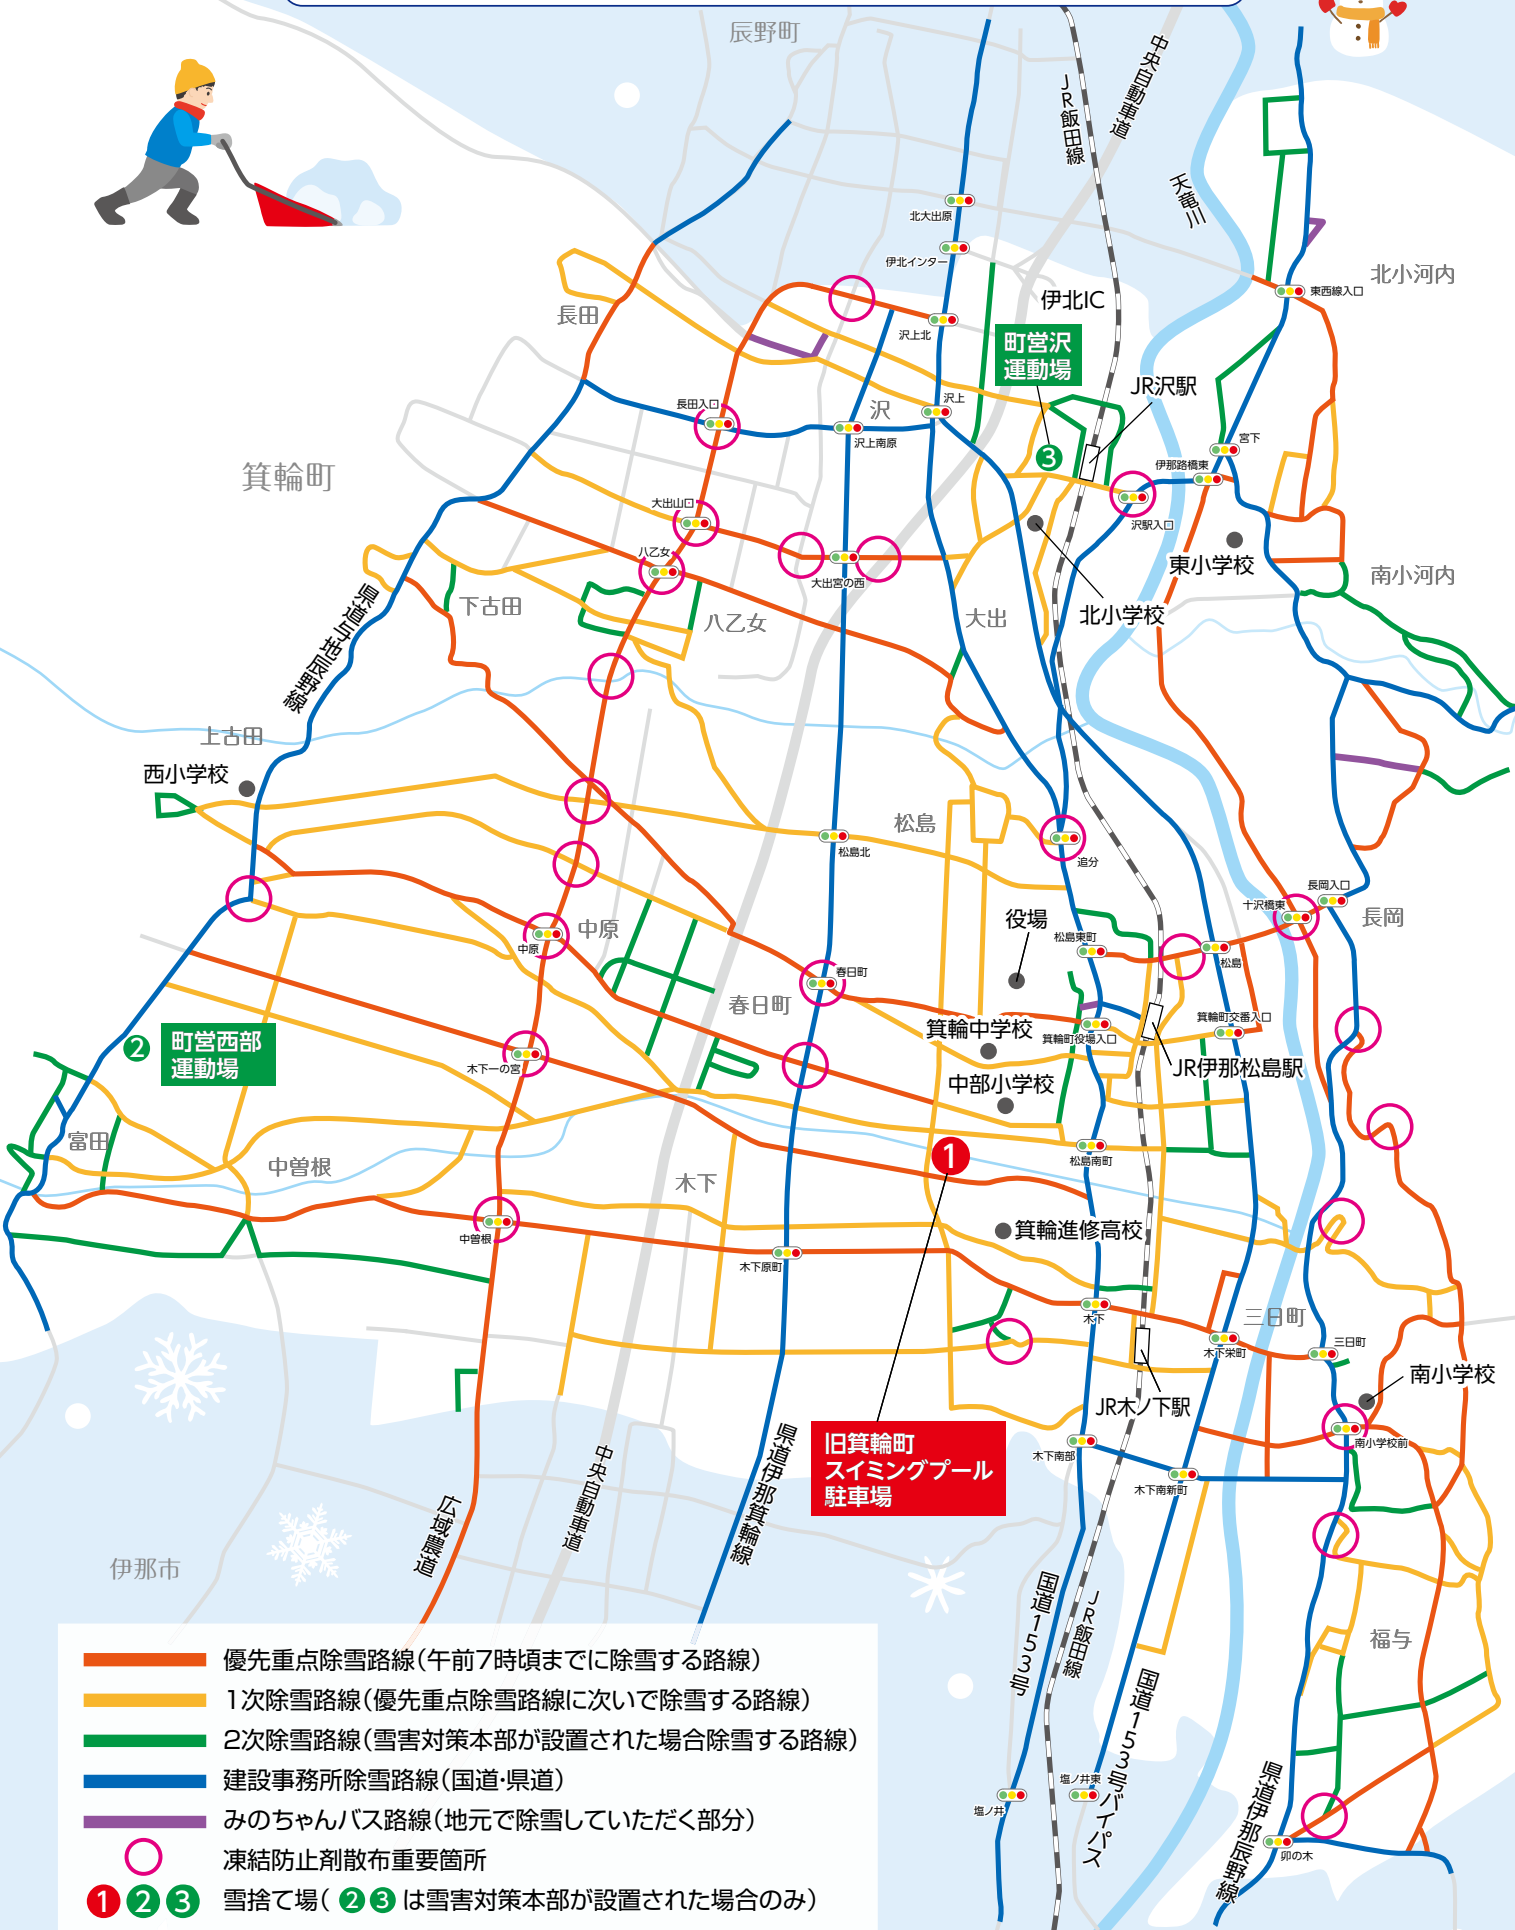 辰野町
中央自動車道
JR飯田線
天竜川
北大出原
伊北インター
北小河内
東西線入口
伊北IC
長田
沢上北
町営沢
運動場
JR沢駅
長田入口
沢
沢上
沢上南原
宮下
箕輪町
3
伊那路橋東
大出山口
沢駅入口
八乙女
大出宮の西
東小学校
南小河内
県道与地辰野線
下古田
八乙女
大出
北小学校
上古田
西小学校
松島
松島北
追分
長岡入口
十沢橋東
長岡
役場
中原
中原
松島東町
松島
春日町
春日町
箕輪町交番入口
2
町営西部
運動場
箕輪中学校
箕輪町役場入口
木下一の宮
JR伊那松島駅
中部小学校
富田
中曽根
1
松島南町
木下
箕輪進修高校
中曽根
木下原町
木下
三日町
三日町
木下栄町
南小学校
JR木ノ下駅
旧箕輪町
スイミングプール
駐車場
県道伊那箕輪線
中央自動車道
木下南部
南小学校前
木下南新町
広域農道
伊那市
国道153号
JR飯田線
福与
国道153号バイパス
塩ノ井
塩ノ井東
県道伊那辰野線
卯の木
優先重点除雪路線(午前7時頃までに除雪する路線)
1次除雪路線(優先重点除雪路線に次いで除雪する路線)
2次除雪路線(雪害対策本部が設置された場合除雪する路線)
建設事務所除雪路線(国道・県道)
みのちゃんバス路線(地元で除雪していただく部分)
凍結防止剤散布重要箇所
1 2 3 雪捨て場( 2 3 は雪害対策本部が設置された場合のみ)